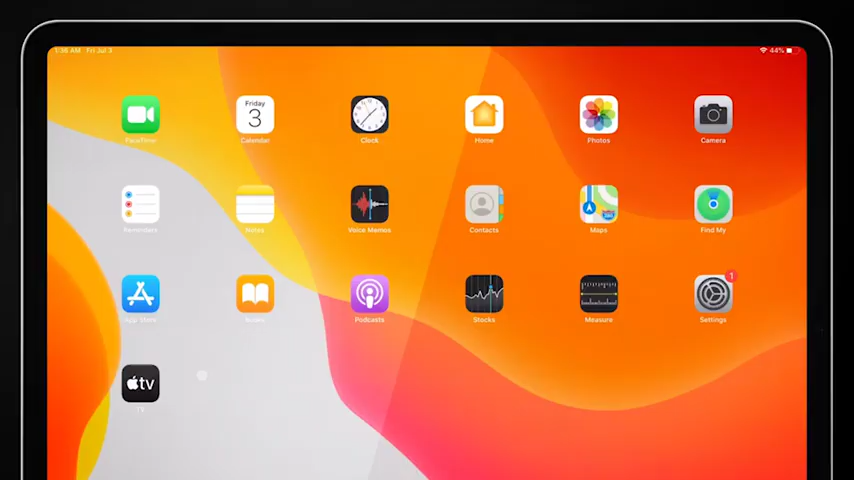 1:36 AM Fri Jul 3
44%
FaceTime
Friday
3
Calendar
Clock
Home
Photos
Camera
Reminders
Notes
Voice Memos
Contacts
Maps
Find My
App Store
Books
Podcasts
Stocks
Measure
1
Settings
tv
TV